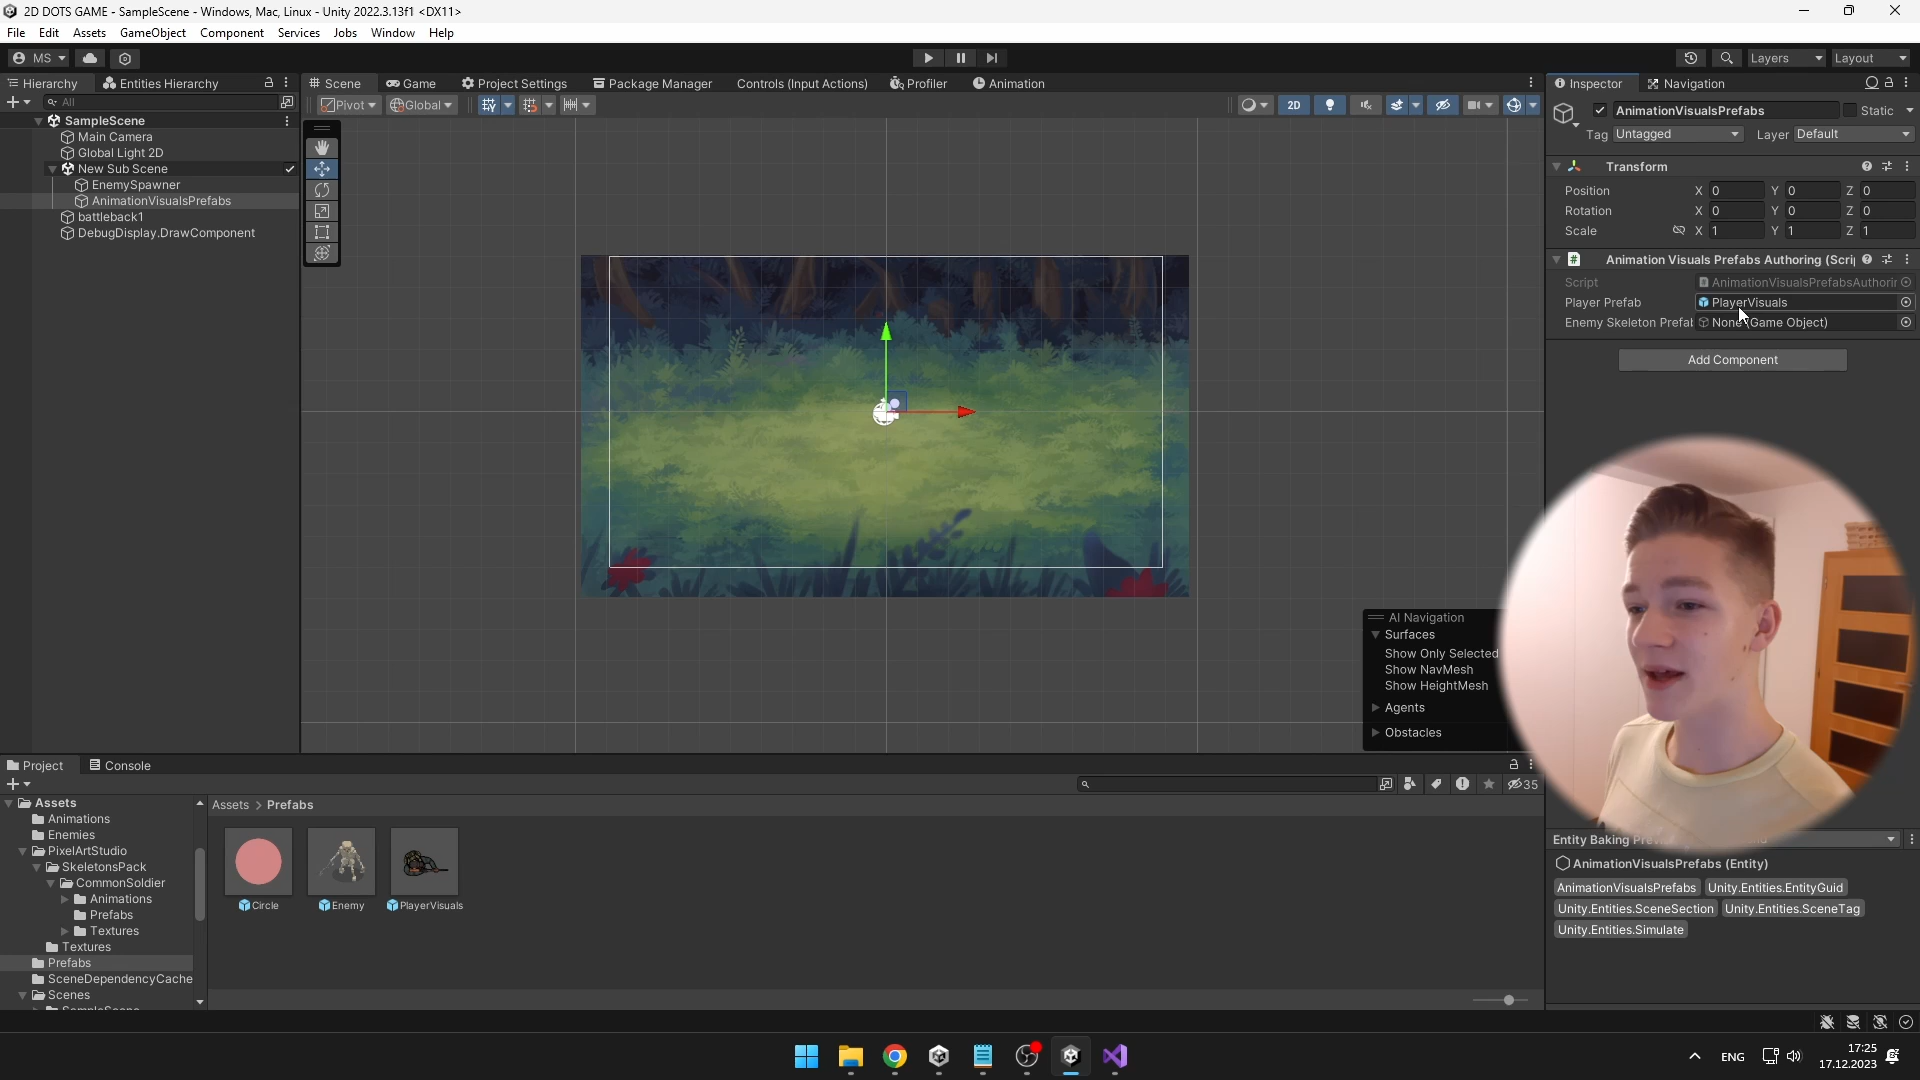 2D DOTS GAME - SampleScene - Windows, Mac, Linux - Unity 2022.3.13f1 <DX11>
File Edit Assets GameObject Component Services Jobs Window Help
MS Layers Layout
Hierarchy Entities Hierarchy Scene Game Project Settings Package Manager Controls (Input Actions) Profiler Animation Inspector Navigation
All Pivot Global 2D AnimationVisualsPrefabs Static
SampleScene
Main Camera
Global Light 2D
New Sub Scene
EnemySpawner
AnimationVisualsPrefabs
battleback1
DebugDisplay.DrawComponent
Tag Untagged Layer Default
Transform
Position X 0 Y 0 Z 0
Rotation X 0 Y 0 Z 0
Scale X 1 Y 1 Z 1
Animation Visuals Prefabs Authoring (Scri
Script AnimationVisualsPrefabsAuthorin
Player Prefab PlayerVisuals
Enemy Skeleton Prefab None (Game Object)
Add Component
AI Navigation
Surfaces
Show Only Selected
Show NavMesh
Show HeightMesh
Agents
Obstacles
Project Console
35
Assets
Animations
Enemies
PixelArtStudio
SkeletonsPack
CommonSoldier
Animations
Prefabs
Textures
Textures
Prefabs
SceneDependencyCache
Scenes
SampleScene
Assets > Prefabs
Circle Enemy PlayerVisuals
Entity Baking
AnimationVisualsPrefabs (Entity)
AnimationVisualsPrefabs Unity.Entities.EntityGuid
Unity.Entities.SceneSection Unity.Entities.SceneTag
Unity.Entities.Simulate
ENG
17:25
17.12.2023